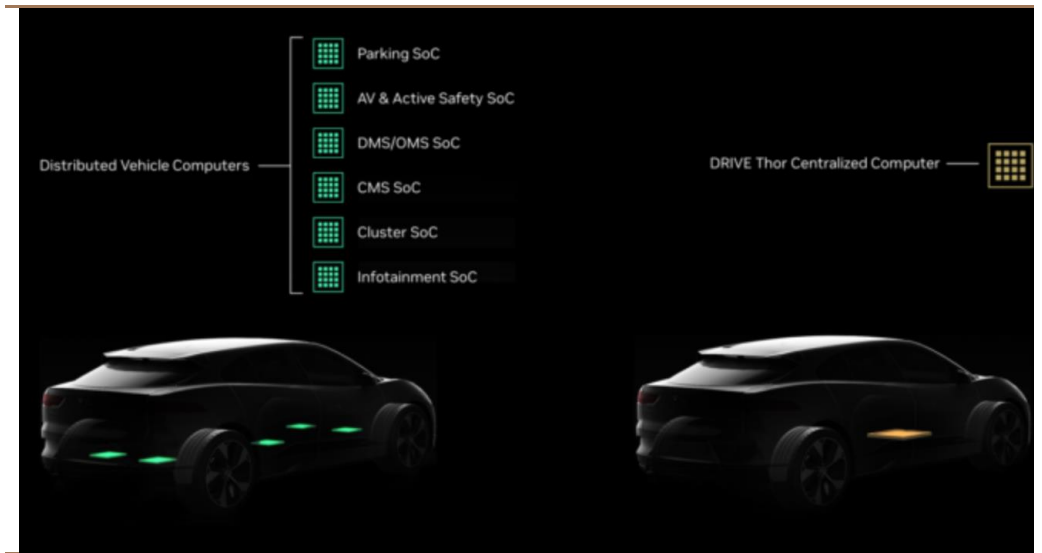 Parking SoC
AV & Active Safety SoC
DMS/OMS SoC
Distributed Vehicle Computers
CMS SoC
Cluster SoC
Infotainment SoC
DRIVE Thor Centralized Computer